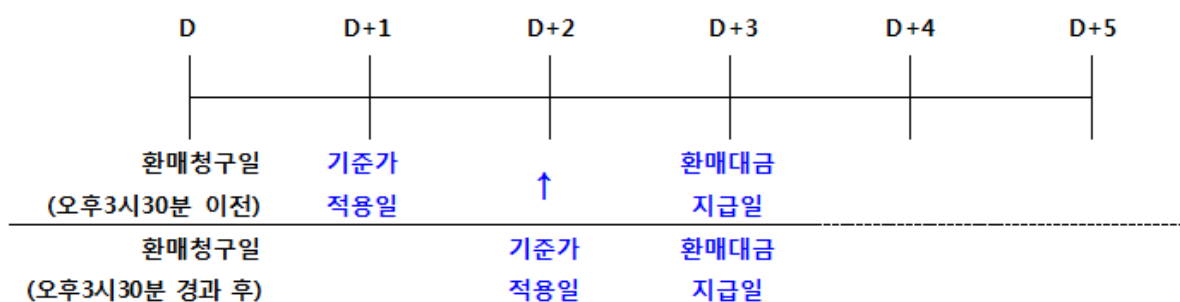 D D+1 D+2 D+3 D+4 D+5
환매청구일 기준가 ↑ 환매대금
(오후3시30분 이전) 적용일 지급일
환매청구일 기준가 환매대금
(오후3시30분 경과 후) 적용일 지급일